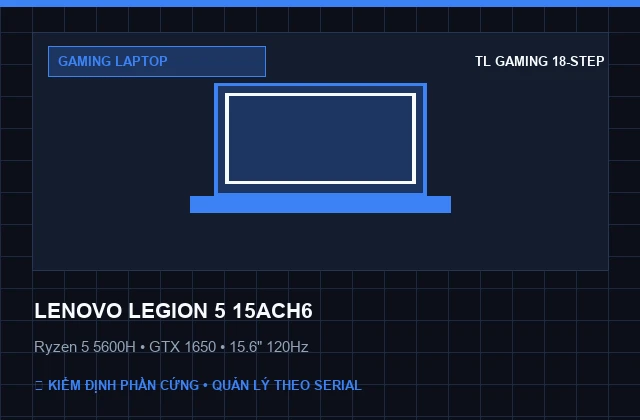 GAMING LAPTOP
TL GAMING 18-STEP
LENOVO LEGION 5 15ACH6
Ryzen 5 5600H • GTX 1650 • 15.6" 120Hz
KIỂM ĐỊNH PHẦN CỨNG • QUẢN LÝ THEO SERIAL